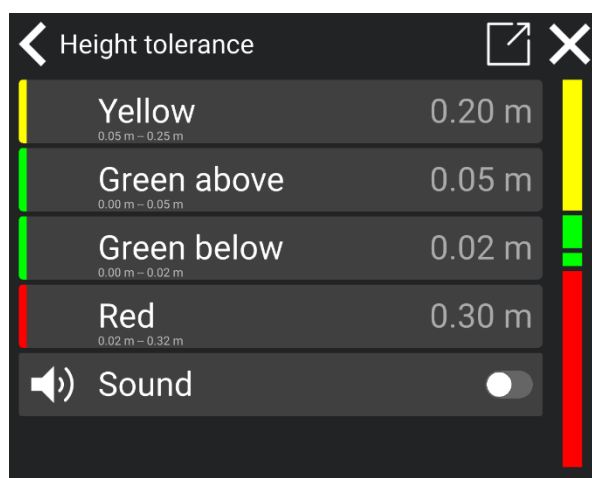 Height tolerance
Yellow
0.20 m
0.05 m – 0.25 m
Green above
0.05 m
0.00 m – 0.05 m
Green below
0.02 m
0.00 m – 0.02 m
Red
0.30 m
0.02 m – 0.32 m
Sound